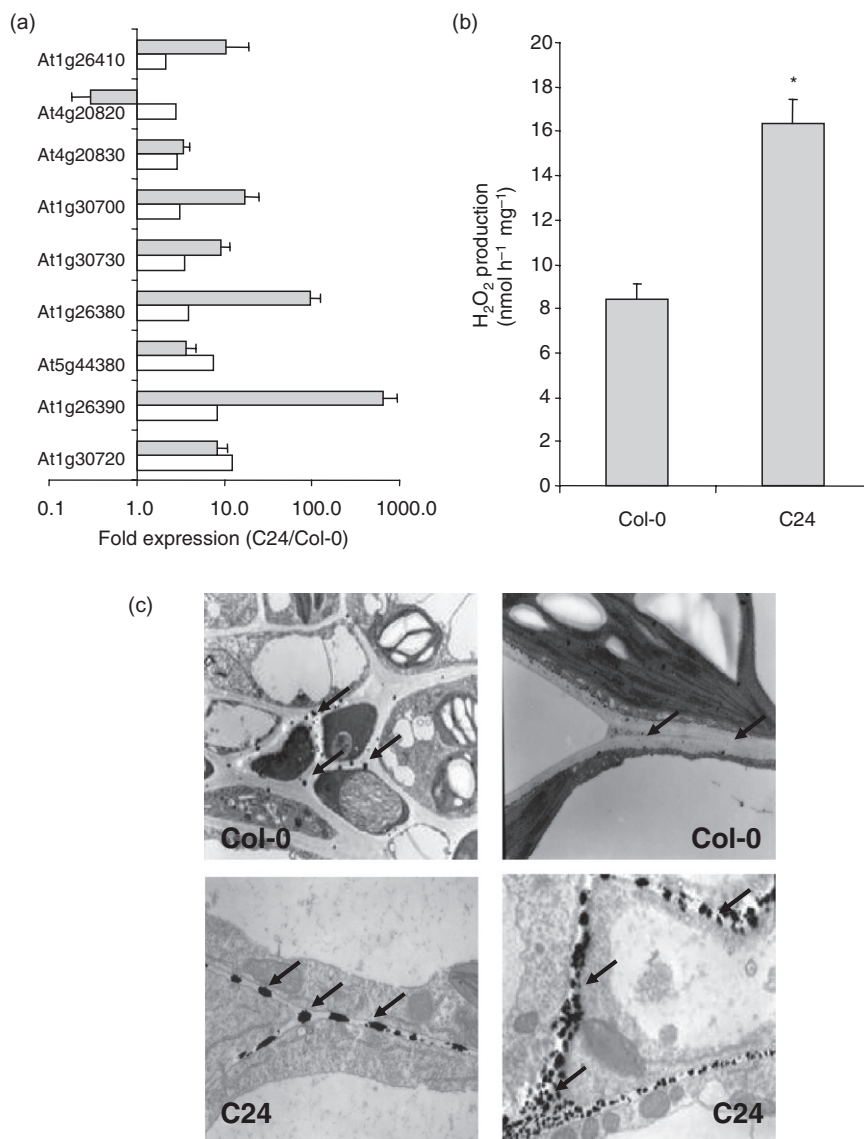 (a)
At1g26410
At4g20820
At4g20830
At1g30700
At1g30730
At1g26380
At5g44380
At1g26390
At1g30720
0.1 1.0 10.0 100.0 1000.0
Fold expression (C24/Col-0)
(b)
H₂O₂ production
(nmol h⁻¹ mg⁻¹)
20
18
16
14
12
10
8
6
4
2
0
*
Col-0 C24
(c)
Col-0 Col-0
C24 C24